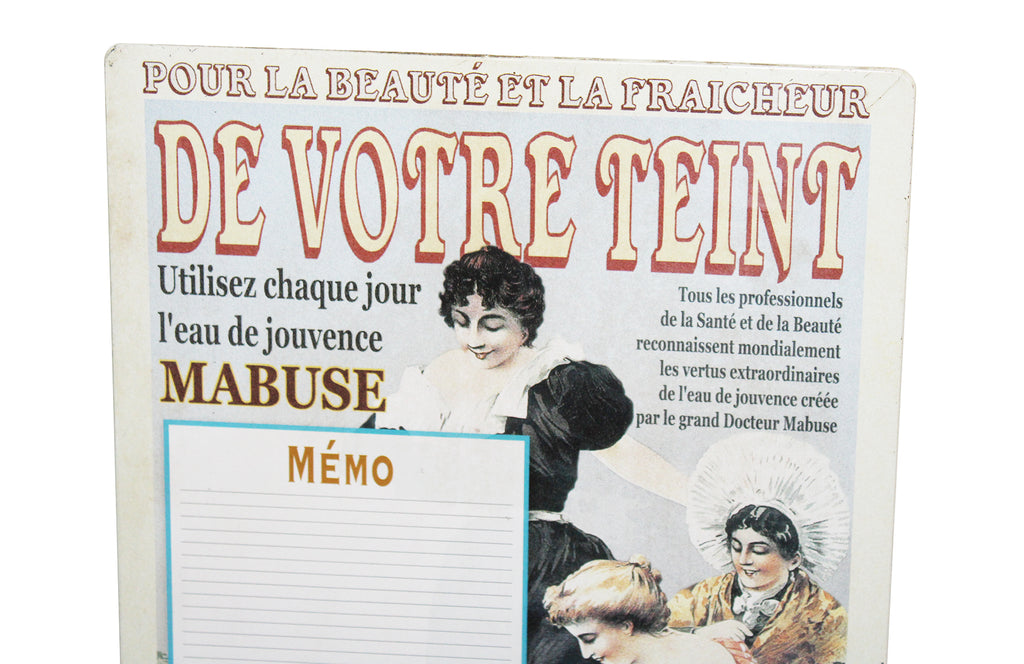 POUR LA BEAUTÉ ET LA FRAICHEUR
DE VOTRE TEINT
Utilisez chaque jour
l'eau de jouvence
MABUSE
Tous les professionnels
de la Santé et de la Beauté
reconnaissent mondialement
les vertus extraordinaires
de l'eau de jouvence créée
par le grand Docteur Mabuse
MÉMO